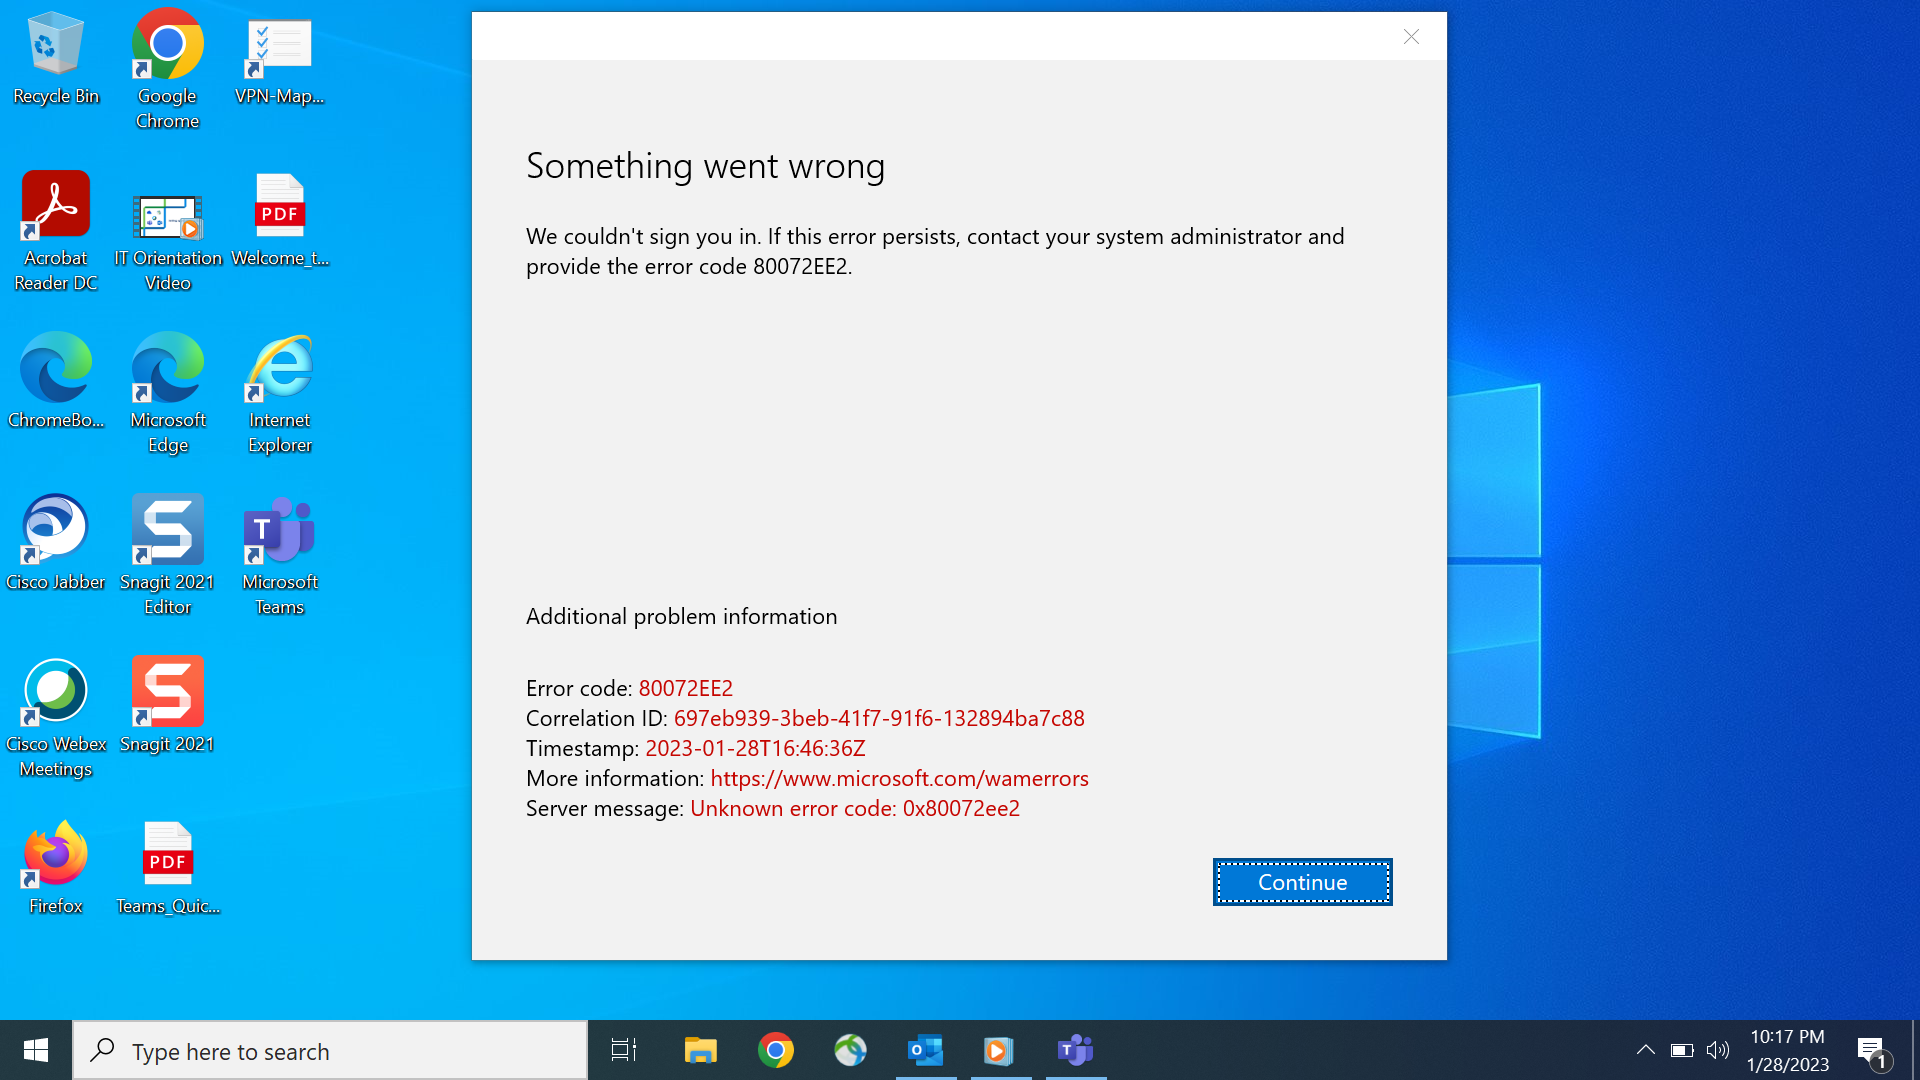 Recycle Bin
Google
Chrome
VPN-Map...
Acrobat
Reader DC
IT Orientation
Video
PDF
Welcome_t...
ChromeBo...
Microsoft
Edge
Internet
Explorer
Cisco Jabber
Snagit 2021
Editor
T
Microsoft
Teams
Cisco Webex
Meetings
Snagit 2021
Firefox
PDF
Teams_Quic...
Something went wrong
We couldn't sign you in. If this error persists, contact your system administrator and
provide the error code 80072EE2.
Additional problem information
Error code: 80072EE2
Correlation ID: 697eb939-3beb-41f7-91f6-132894ba7c88
Timestamp: 2023-01-28T16:46:36Z
More information: https://www.microsoft.com/wamerrors
Server message: Unknown error code: 0x80072ee2
Continue
Type here to search
10:17 PM
1/28/2023
1